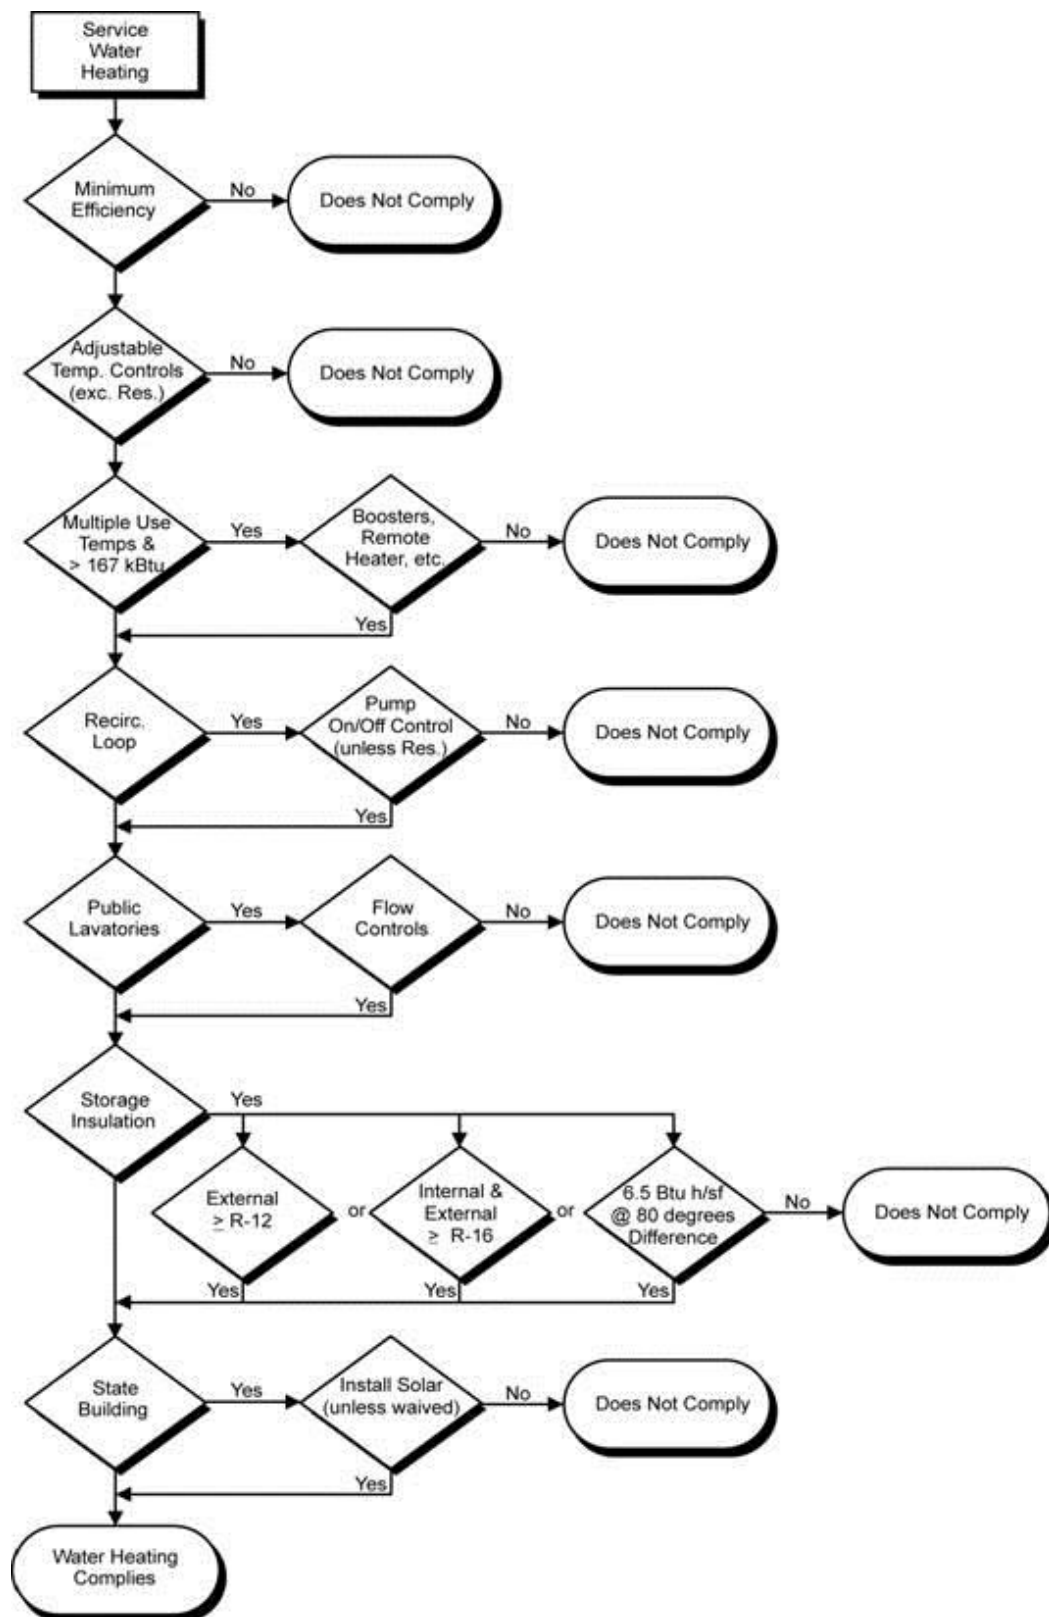 Service
Water
Heating
Minimum
Efficiency
No
Does Not Comply
Adjustable
Temp. Controls
(exc. Res.)
No
Does Not Comply
Multiple Use
Temps &
> 167 kBtu
Yes
Boosters,
Remote
Heater, etc.
No
Does Not Comply
Yes
Recirc.
Loop
Yes
Pump
On/Off Control
(unless Res.)
No
Does Not Comply
Yes
Public
Lavatories
Yes
Flow
Controls
No
Does Not Comply
Yes
Storage
Insulation
Yes
External
≥ R-12
or
Internal &
External
≥ R-16
or
6.5 Btu h/sf
@ 80 degrees
Difference
No
Does Not Comply
Yes
Yes
Yes
State
Building
Yes
Install Solar
(unless waived)
No
Does Not Comply
Yes
Water Heating
Complies